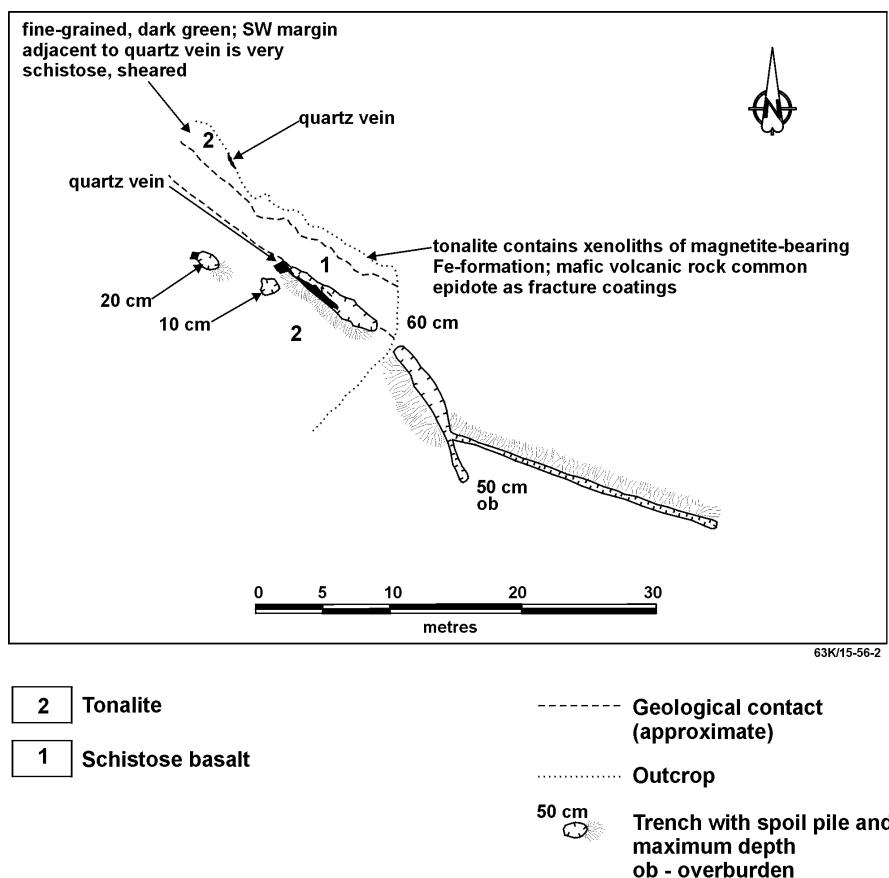 fine-grained, dark green; SW margin
adjacent to quartz vein is very
schistose, sheared
N
2
quartz vein
quartz vein
1
tonalite contains xenoliths of magnetite-bearing
Fe-formation; mafic volcanic rock common
epidote as fracture coatings
20 cm
10 cm
2
60 cm
50 cm
ob
0 5 10 20 30
metres
63K/15-56-2
2 Tonalite
1 Schistose basalt
Geological contact
(approximate)
Outcrop
50 cm
Trench with spoil pile and
maximum depth
ob - overburden